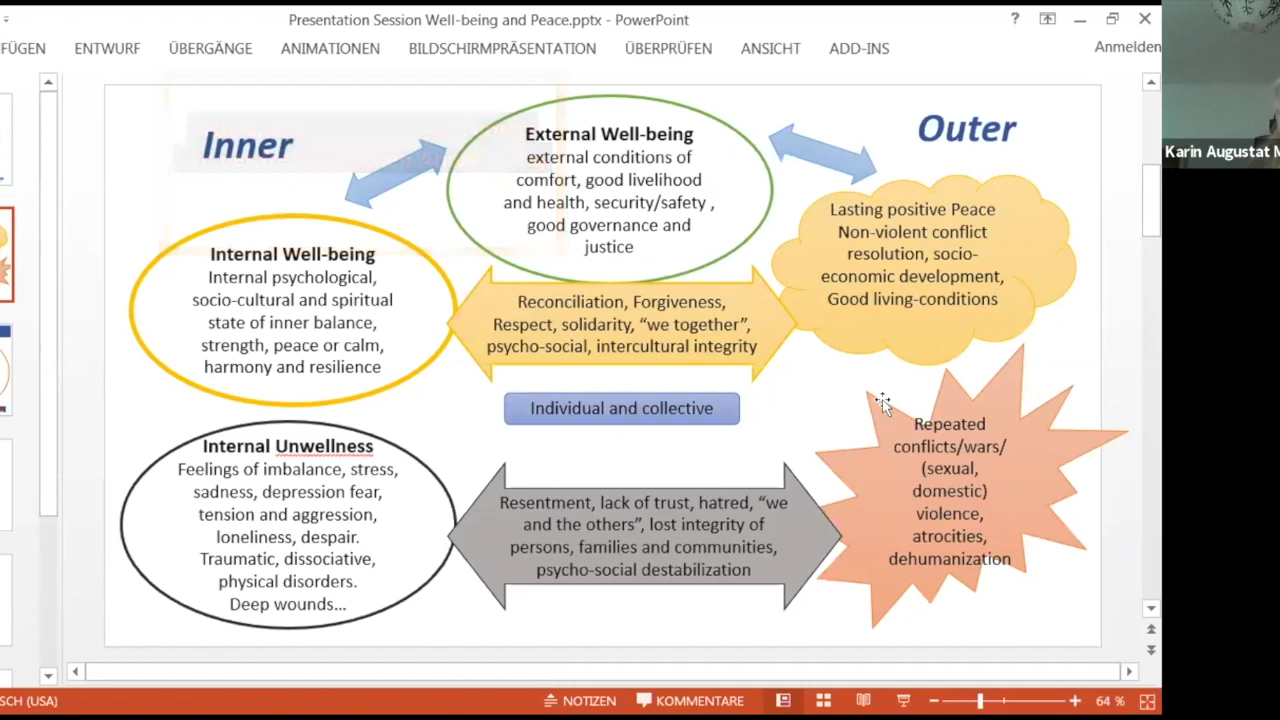 Presentation Session Well-being and Peace.pptx - PowerPoint
FÜGEN ENTWURF ÜBERGÄNGE ANIMATIONEN BILDSCHIRMPRÄSENTATION ÜBERPRÜFEN ANSICHT ADD-INS Anmelden
Inner
Outer
External Well-being
external conditions of
comfort, good livelihood
and health, security/safety ,
good governance and
justice
Internal Well-being
Internal psychological,
socio-cultural and spiritual
state of inner balance,
strength, peace or calm,
harmony and resilience
Reconciliation, Forgiveness,
Respect, solidarity, “we together”,
psycho-social, intercultural integrity
Lasting positive Peace
Non-violent conflict
resolution, socio-
economic development,
Good living-conditions
Individual and collective
Internal Unwellness
Feelings of imbalance, stress,
sadness, depression fear,
tension and aggression,
loneliness, despair.
Traumatic, dissociative,
physical disorders.
Deep wounds...
Resentment, lack of trust, hatred, “we
and the others”, lost integrity of
persons, families and communities,
psycho-social destabilization
Repeated
conflicts/wars/
(sexual,
domestic)
violence,
atrocities,
dehumanization
Karin Augustat M
SCH (USA) NOTIZEN KOMMENTARE 64 %